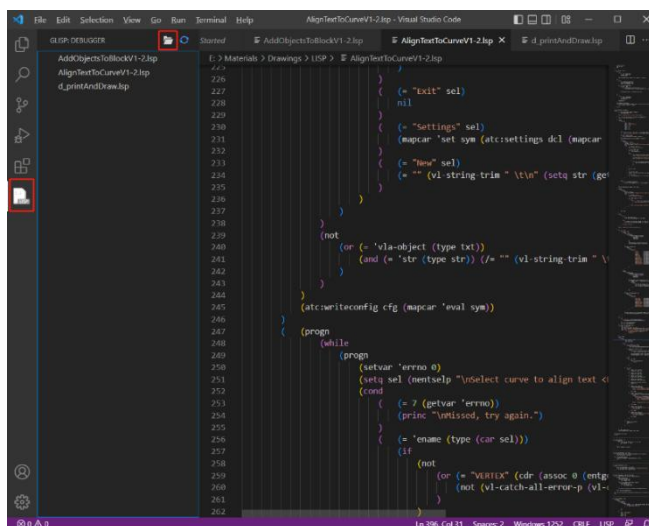 File Edit Selection View Go Run Terminal Help AlignTextToCurveV1-2.lsp - Visual Studio Code
GLISP: DEBUGGER
AddObjectsToBlockV1-2.lsp
AlignTextToCurveV1-2.lsp
d_printAndDraw.lsp
Started AddObjectsToBlockV1-2.lsp AlignTextToCurveV1-2.lsp d_printAndDraw.lsp
E: > Materials > Drawings > LISP > AlignTextToCurveV1-2.lsp
225 )
226 )
227 ( (= "Exit" sel)
228 nil
229 )
230 ( (= "Settings" sel)
231 (mapcar 'set sym (atc:settings dcl (mapcar
232 )
233 ( (= "New" sel)
234 (= "" (vl-string-trim " \t\n" (setq str (get
235 )
236 )
237 )
238 )
239 (not
240 (or (= 'vla-object (type txt))
241 (and (= 'str (type str)) (/= "" (vl-string-trim " \t
242 )
243 )
244 )
245 (atc:writeconfig cfg (mapcar 'eval sym))
246 )
247 ( (progn
248 (while
249 (progn
250 (setvar 'errno 0)
251 (setq sel (nentselp "\nSelect curve to align text <
252 (cond
253 ( (= 7 (getvar 'errno))
254 (princ "\nMissed, try again.")
255 )
256 ( (= 'ename (type (car sel)))
257 (if
258 (not
259 (or (= "VERTEX" (cdr (assoc 0 (entg
260 (not (vl-catch-all-error-p (vl-c
261 )
262 )
0 0 Ln 396, Col 31 Spaces: 2 Windows 1252 CRLF LISP